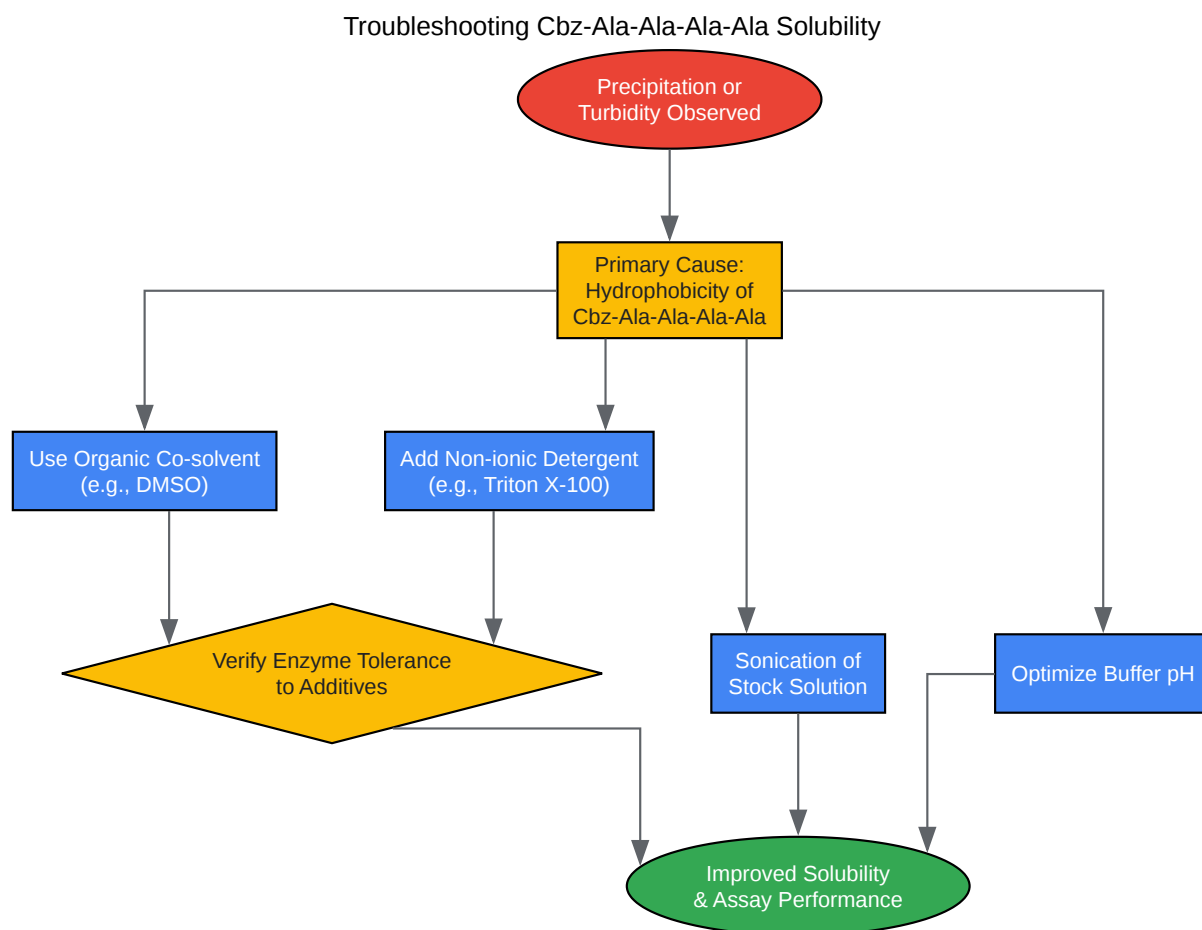 Troubleshooting Cbz-Ala-Ala-Ala-Ala Solubility
Precipitation or
Turbidity Observed
Primary Cause:
Hydrophobicity of
Cbz-Ala-Ala-Ala-Ala
Use Organic Co-solvent
(e.g., DMSO)
Add Non-ionic Detergent
(e.g., Triton X-100)
Verify Enzyme Tolerance
to Additives
Sonication of
Stock Solution
Optimize Buffer pH
Improved Solubility
& Assay Performance